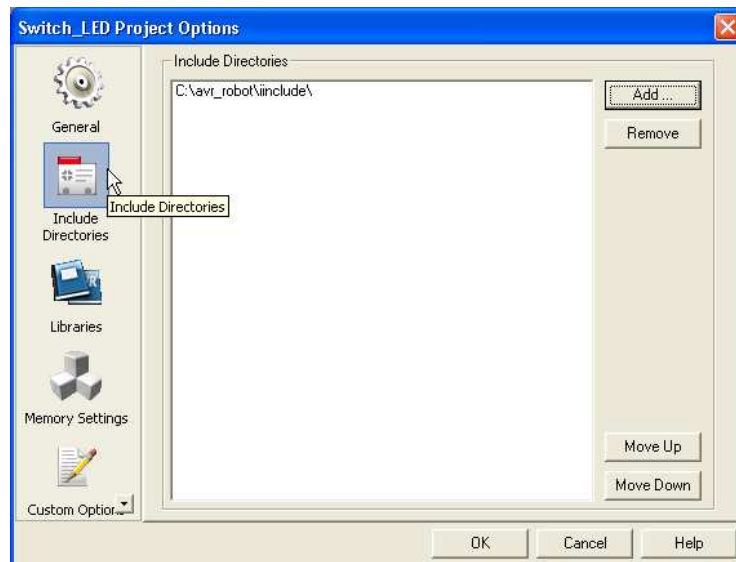 Switch_LED Project Options
General
Include
Directories
Include Directories
Libraries
Memory Settings
Custom Option
Include Directories
C:\avr_robot\iinclude\
Add ...
Remove
Move Up
Move Down
OK
Cancel
Help